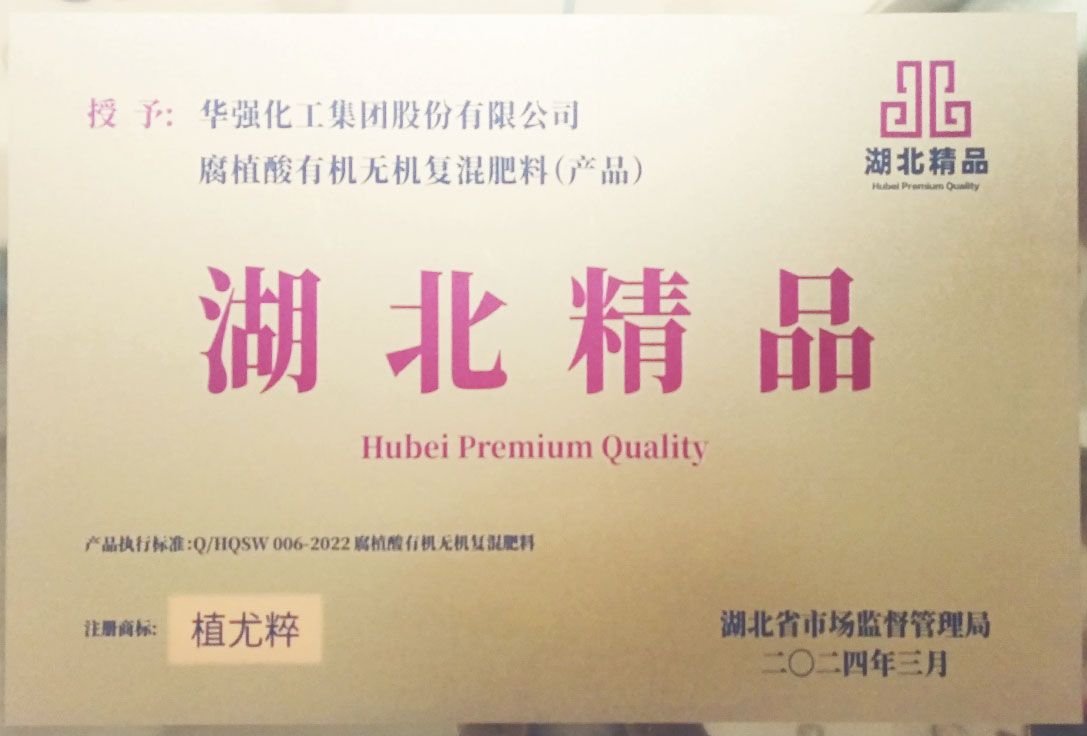 授 予: 华强化工集团股份有限公司
腐植酸有机无机复混肥料(产品)
湖北精品
Hubei Premium Quality
湖北精品
Hubei Premium Quality
产品执行标准:Q/HQSW 006-2022 腐植酸有机无机复混肥料
注册商标: 植尤粹
湖北省市场监督管理局
二〇二四年三月